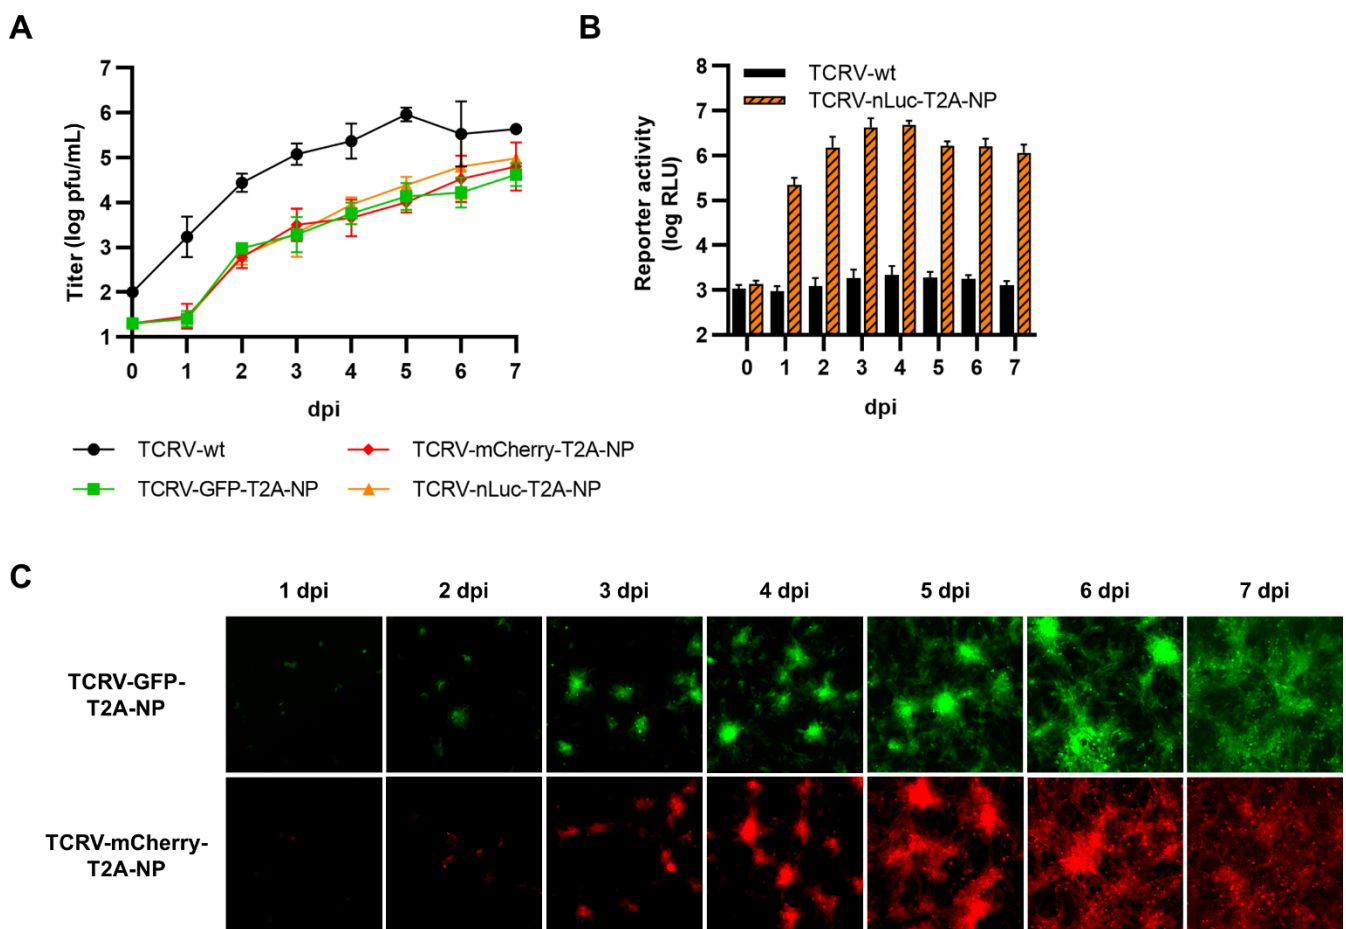 A
B
7
6
5
4
3
2
1
Titer (log pfu/mL)
0 1 2 3 4 5 6 7
dpi
TCRV-wt
TCRV-mCherry-T2A-NP
TCRV-GFP-T2A-NP
TCRV-nLuc-T2A-NP
8
7
6
5
4
3
2
Reporter activity
(log RLU)
TCRV-wt
TCRV-nLuc-T2A-NP
0 1 2 3 4 5 6 7
dpi
C
1 dpi 2 dpi 3 dpi 4 dpi 5 dpi 6 dpi 7 dpi
TCRV-GFP-
T2A-NP
TCRV-mCherry-
T2A-NP